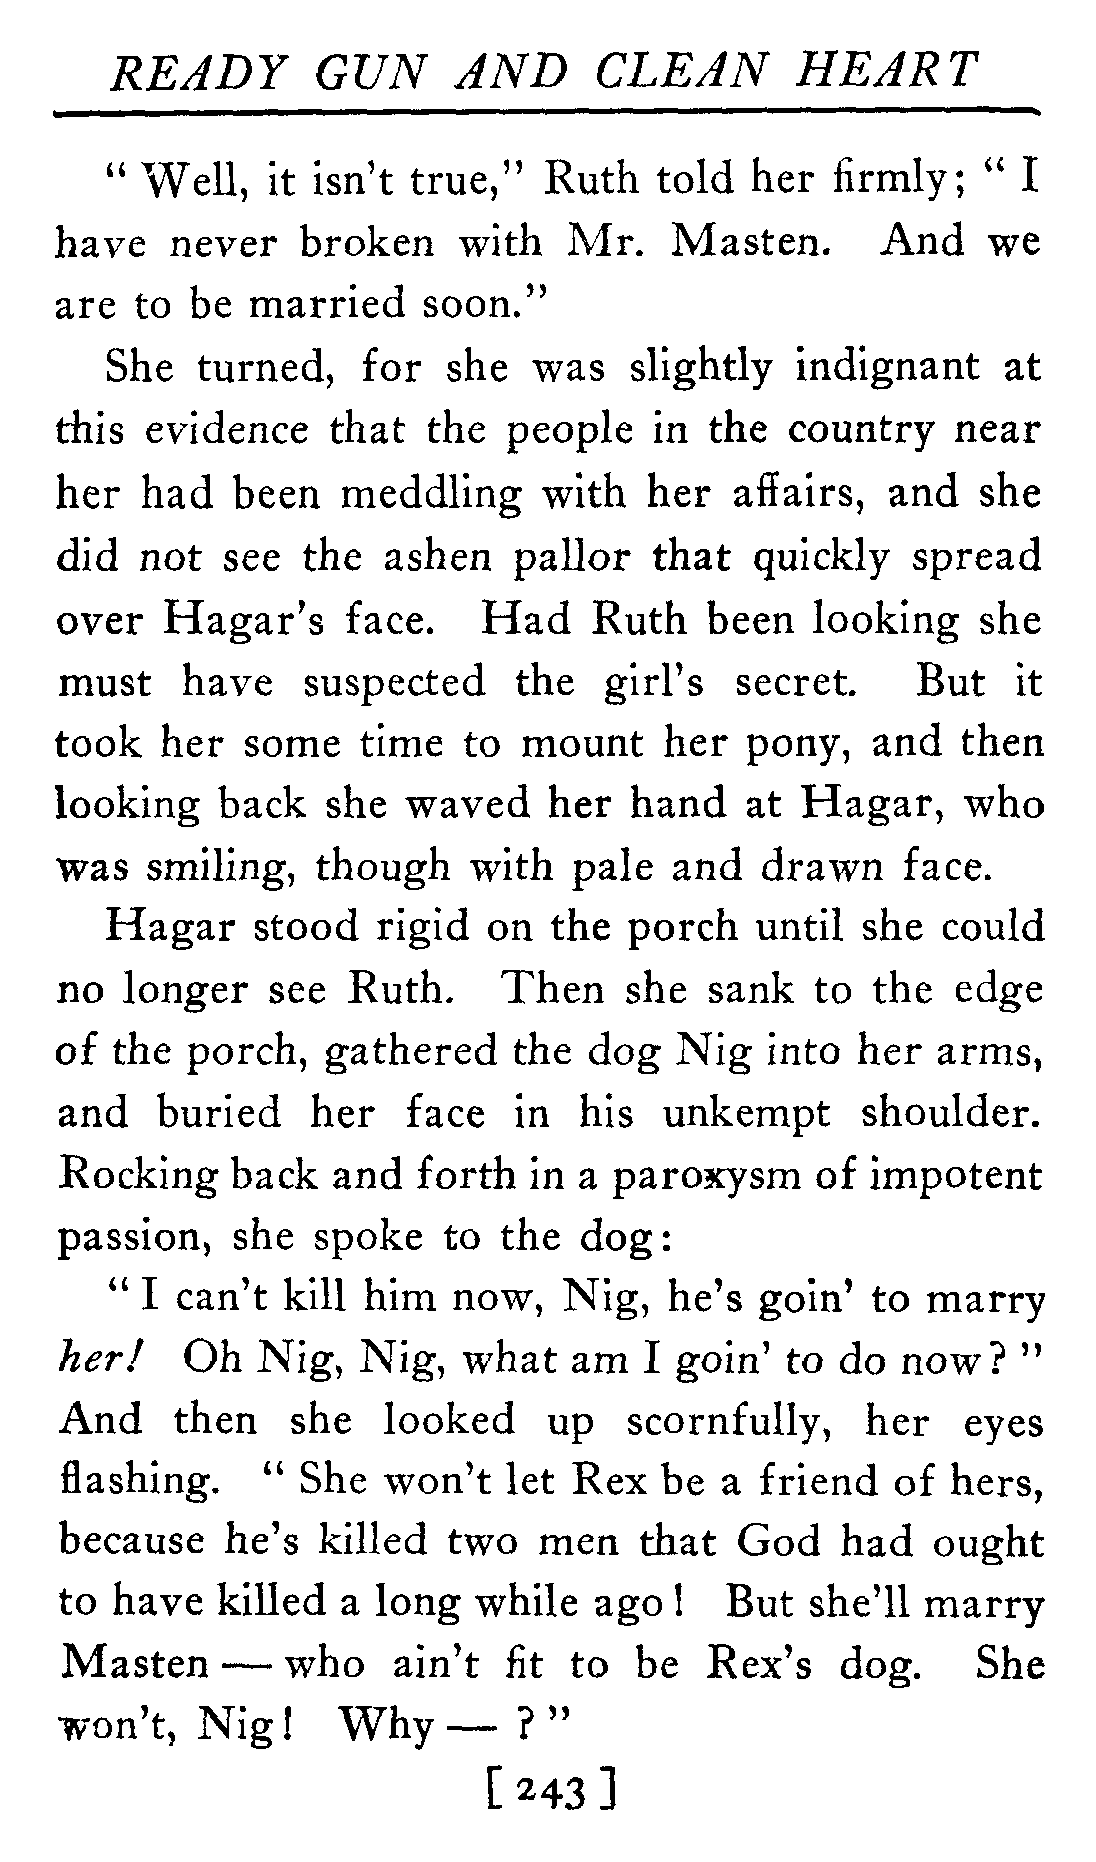 READY GUN AND CLEAN HEART
" Well, it isn't true," Ruth told her firmly; " I
have never broken with Mr. Masten. And we
are to be married soon."
She turned, for she was slightly indignant at
this evidence that the people in the country near
her had been meddling with her affairs, and she
did not see the ashen pallor that quickly spread
over Hagar's face. Had Ruth been looking she
must have suspected the girl's secret. But it
took her some time to mount her pony, and then
looking back she waved her hand at Hagar, who
was smiling, though with pale and drawn face.
Hagar stood rigid on the porch until she could
no longer see Ruth. Then she sank to the edge
of the porch, gathered the dog Nig into her arms,
and buried her face in his unkempt shoulder.
Rocking back and forth in a paroxysm of impotent
passion, she spoke to the dog:
" I can't kill him now, Nig, he's goin' to marry
her! Oh Nig, Nig, what am I goin' to do now? "
And then she looked up scornfully, her eyes
flashing. " She won't let Rex be a friend of hers,
because he's killed two men that God had ought
to have killed a long while ago! But she'll marry
Masten — who ain't fit to be Rex's dog. She
won't, Nig! Why — ? "
[ 243 ]